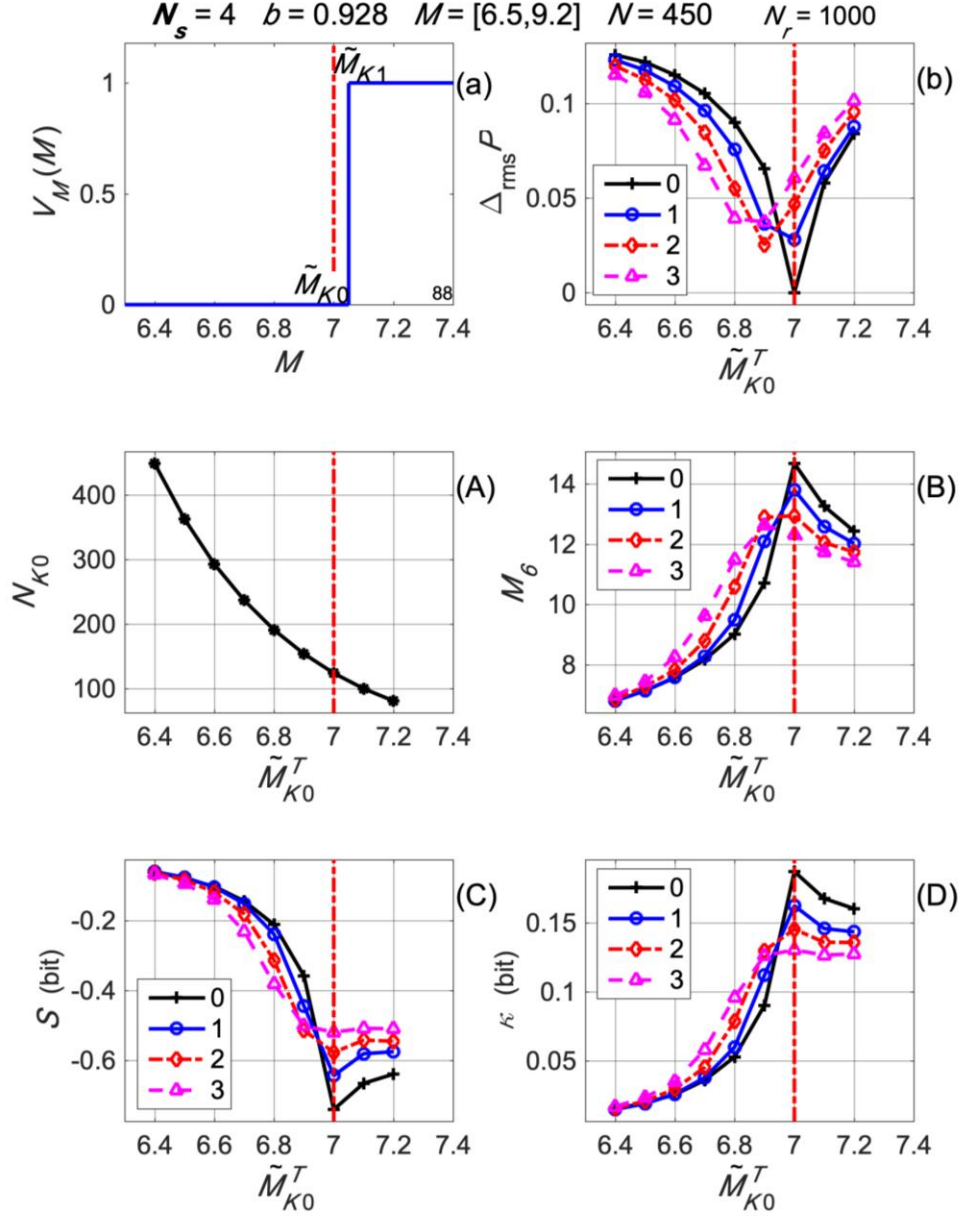 N_s = 4 b = 0.928 M = [6.5,9.2] N = 450 N_r = 1000
(a)
1
0.5
0
V_M(M)
M̃_K1
M̃_K0
88
6.4 6.6 6.8 7 7.2 7.4
M
(b)
0.1
0.05
0
Δ_rms P
0
1
2
3
6.4 6.6 6.8 7 7.2 7.4
M̃^T_K0
(A)
400
300
200
100
N_K0
6.4 6.6 6.8 7 7.2 7.4
M̃^T_K0
(B)
14
12
10
8
M_6
0
1
2
3
6.4 6.6 6.8 7 7.2 7.4
M̃^T_K0
(C)
-0.2
-0.4
-0.6
S (bit)
0
1
2
3
6.4 6.6 6.8 7 7.2 7.4
M̃^T_K0
(D)
0.15
0.1
0.05
κ (bit)
0
1
2
3
6.4 6.6 6.8 7 7.2 7.4
M̃^T_K0